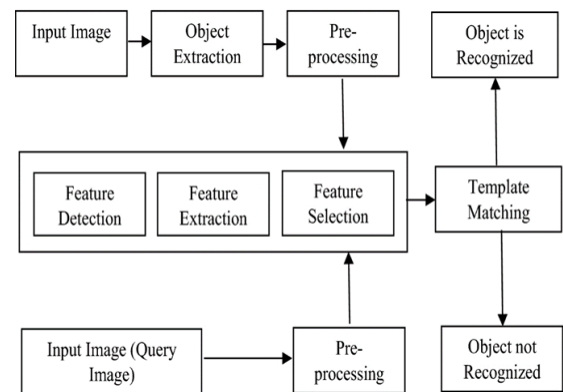 Input Image
Object
Extraction
Pre-
processing
Object is
Recognized
Feature
Detection
Feature
Extraction
Feature
Selection
Template
Matching
Input Image (Query
Image)
Pre-
processing
Object not
Recognized